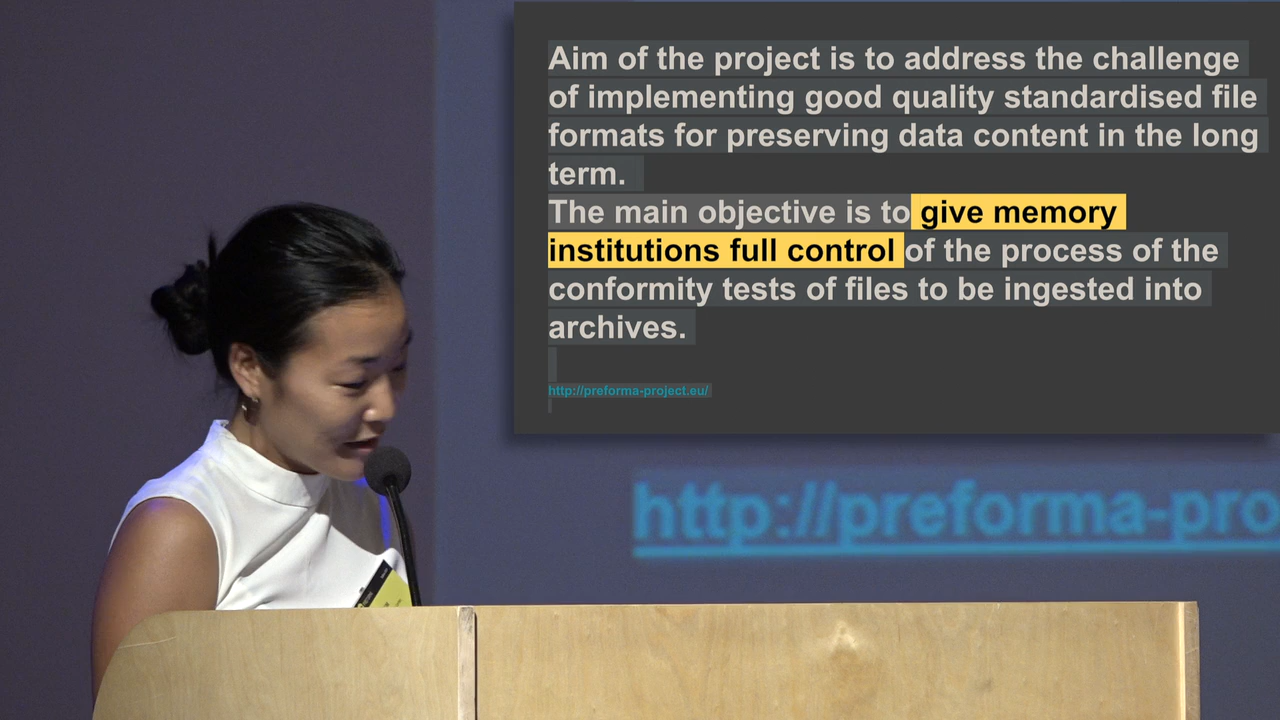 Aim of the project is to address the challenge
of implementing good quality standardised file
formats for preserving data content in the long
term.
The main objective is to give memory
institutions full control of the process of the
conformity tests of files to be ingested into
archives.
http://preforma-project.eu/
http://preforma-pro